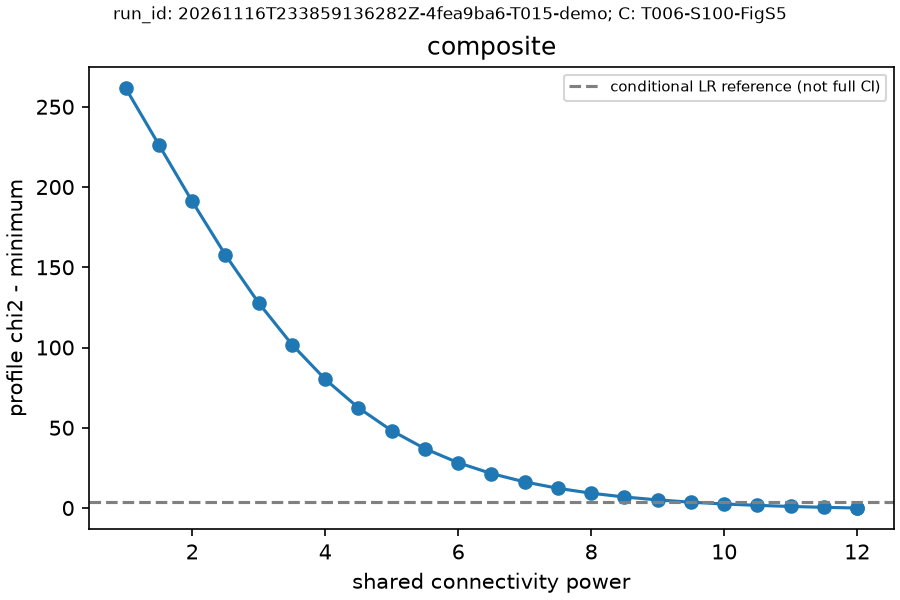 run_id: 20261116T233859136282Z-4fea9ba6-T015-demo; C: T006-S100-FigS5
composite
conditional LR reference (not full CI)
profile chi2 - minimum
250
200
150
100
50
0
2 4 6 8 10 12
shared connectivity power